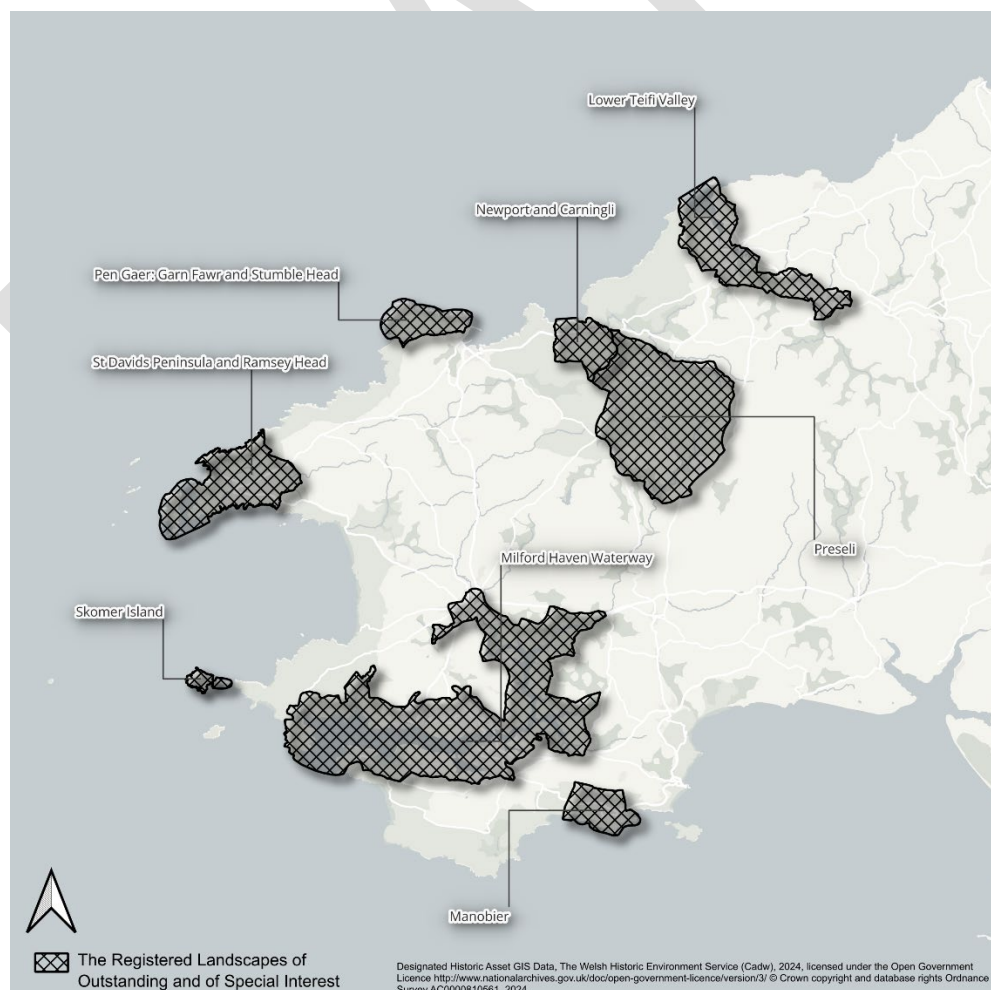 Lower Teifi Valley
Newport and Carningli
Pen Gaer: Garn Fawr and Stumble Head
St Davids Peninsula and Ramsey Head
Preseli
Milford Haven Waterway
Skomer Island
Manobier
The Registered Landscapes of
Outstanding and of Special Interest
Designated Historic Asset GIS Data, The Welsh Historic Environment Service (Cadw), 2024, licensed under the Open Government
Licence http://www.nationalarchives.gov.uk/doc/open-government-licence/version/3/ © Crown copyright and database rights Ordnance
Survey AC0000810561, 2024